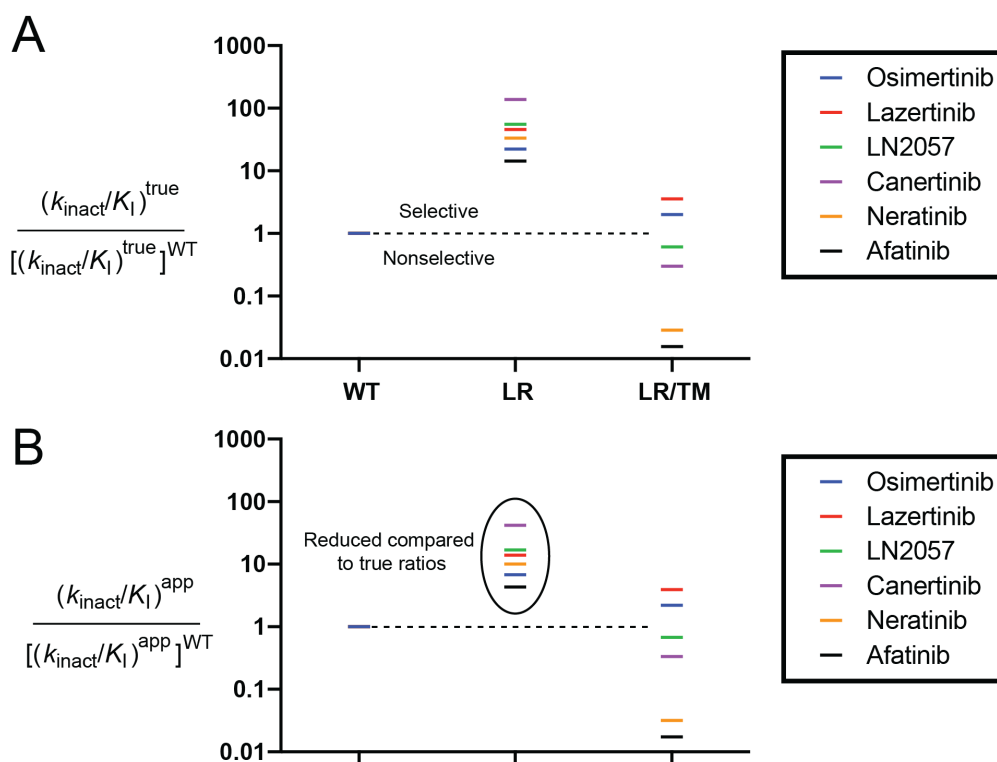 A
1000
100
10
1
0.1
0.01
(kinact/KI)true
[(kinact/KI)true]WT
Selective
Nonselective
WT
LR
LR/TM
Osimertinib
Lazertinib
LN2057
Canertinib
Neratinib
Afatinib
B
1000
100
10
1
0.1
0.01
(kinact/KI)app
[(kinact/KI)app]WT
Reduced compared
to true ratios
Osimertinib
Lazertinib
LN2057
Canertinib
Neratinib
Afatinib